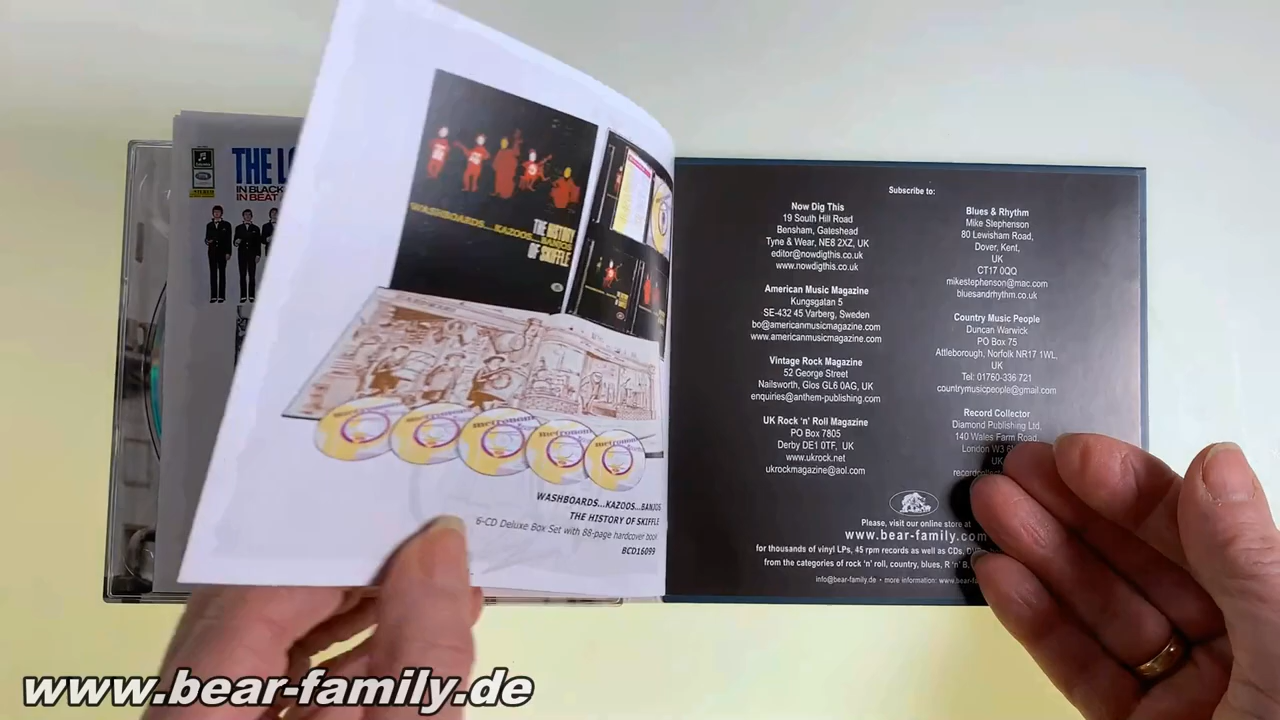 THE
IN BLACK
IN BEAT
WASHBOARDS...KAZOOS...BANJOS
THE HISTORY
OF SKIFFLE
metronome
metronome
metronome
metronome
metronome
WASHBOARDS...KAZOOS...BANJOS
THE HISTORY OF SKIFFLE
6-CD Deluxe Box Set with 88-page hardcover book
BCD16099
Subscribe to:
Now Dig This
19 South Hill Road
Bensham, Gateshead
Tyne & Wear, NE8 2XZ, UK
editor@nowdigthis.co.uk
www.nowdigthis.co.uk
American Music Magazine
Kungsgatan 5
SE-432 45 Varberg, Sweden
bo@americanmusicmagazine.com
www.americanmusicmagazine.com
Vintage Rock Magazine
52 George Street
Nailsworth, Glos GL6 0AG, UK
enquiries@anthem-publishing.com
UK Rock 'n' Roll Magazine
PO Box 7805
Derby DE1 0TF, UK
www.ukrock.net
ukrockmagazine@aol.com
Blues & Rhythm
Mike Stephenson
80 Lewisham Road,
Dover, Kent,
UK
CT17 0QQ
mikestephenson@mac.com
bluesandrhythm.co.uk
Country Music People
Duncan Warwick
PO Box 75
Attleborough, Norfolk NR17 1WL,
UK
Tel: 01760-336 721
countrymusicpeople@gmail.com
Record Collector
Diamond Publishing Ltd.
140 Wales Farm Road,
London W3
UK
Please, visit our online store at
www.bear-family.com
for thousands of vinyl LPs, 45 rpm records as well as CDs,
from the categories of rock 'n' roll, country, blues, R 'n' B,
info@bear-family.de • more information:
www.bear-family.de